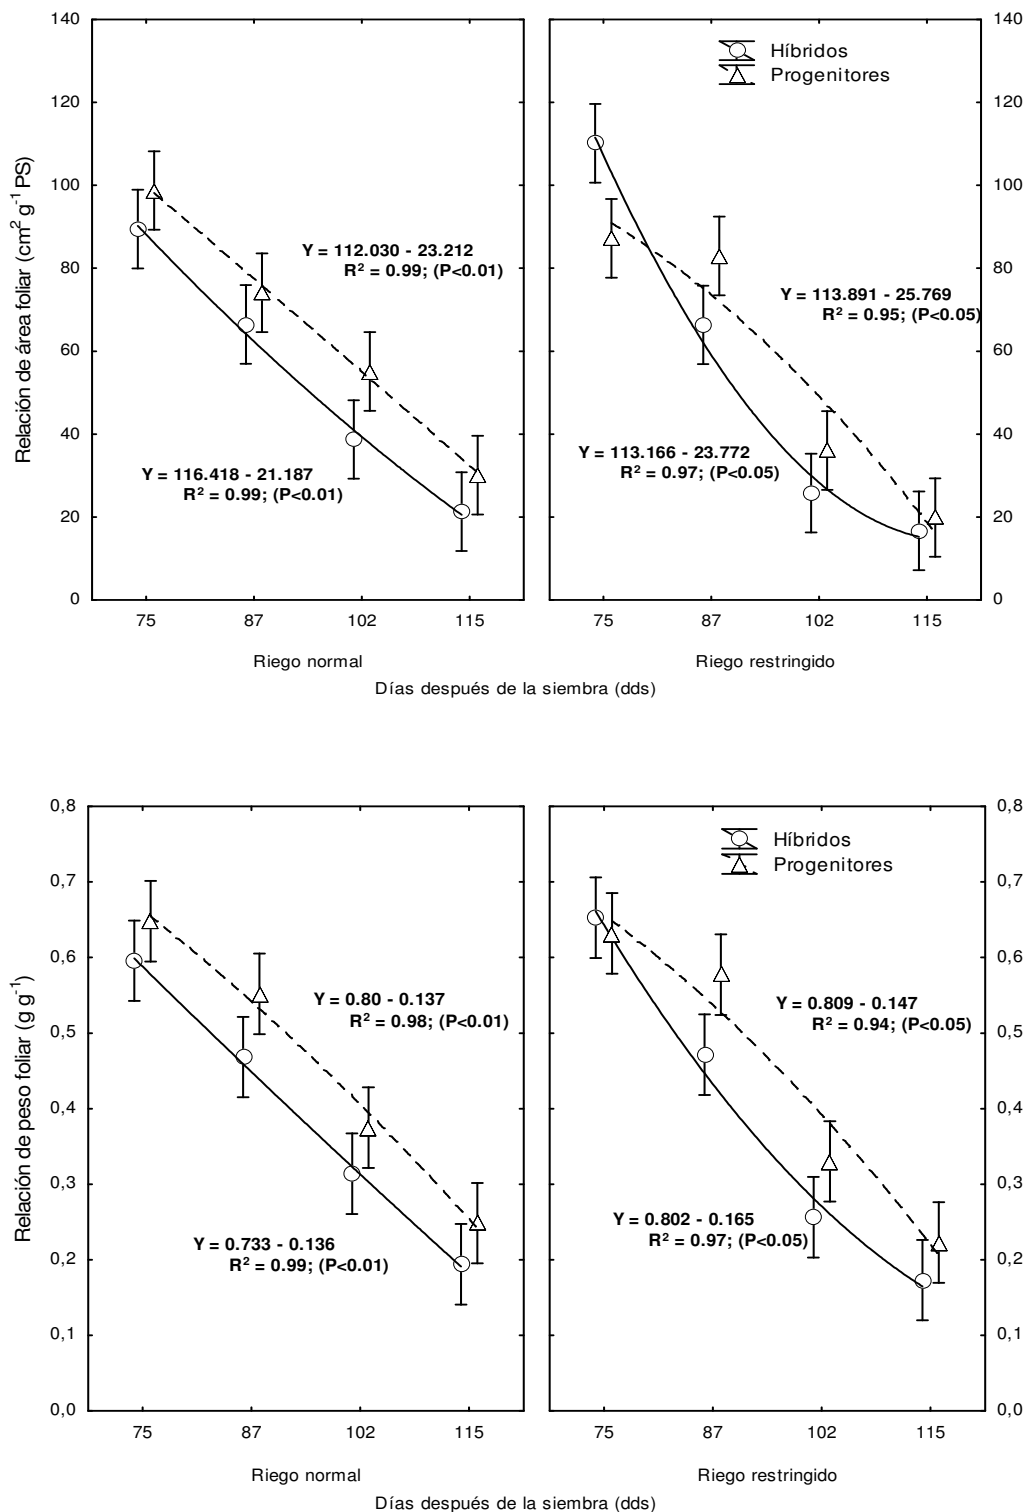 Relación de área foliar (cm² g⁻¹ PS)
140
120
100
80
60
40
20
0
Y = 112.030 - 23.212
R² = 0.99; (P<0.01)
Y = 116.418 - 21.187
R² = 0.99; (P<0.01)
75 87 102 115
Riego normal
Híbridos
Progenitores
Y = 113.891 - 25.769
R² = 0.95; (P<0.05)
Y = 113.166 - 23.772
R² = 0.97; (P<0.05)
140
120
100
80
60
40
20
0
75 87 102 115
Riego restringido
Días después de la siembra (dds)
Relación de peso foliar (g g⁻¹)
0,8
0,7
0,6
0,5
0,4
0,3
0,2
0,1
0,0
Y = 0.80 - 0.137
R² = 0.98; (P<0.01)
Y = 0.733 - 0.136
R² = 0.99; (P<0.01)
75 87 102 115
Riego normal
Híbridos
Progenitores
Y = 0.809 - 0.147
R² = 0.94; (P<0.05)
Y = 0.802 - 0.165
R² = 0.97; (P<0.05)
0,8
0,7
0,6
0,5
0,4
0,3
0,2
0,1
0,0
75 87 102 115
Riego restringido
Días después de la siembra (dds)